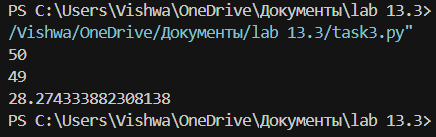 PS C:\Users\Vishwa\OneDrive\Документы\lab 13.3>
/Vishwa/OneDrive/Документы/lab 13.3/task3.py"
50
49
28.274333882308138
PS C:\Users\Vishwa\OneDrive\Документы\lab 13.3>